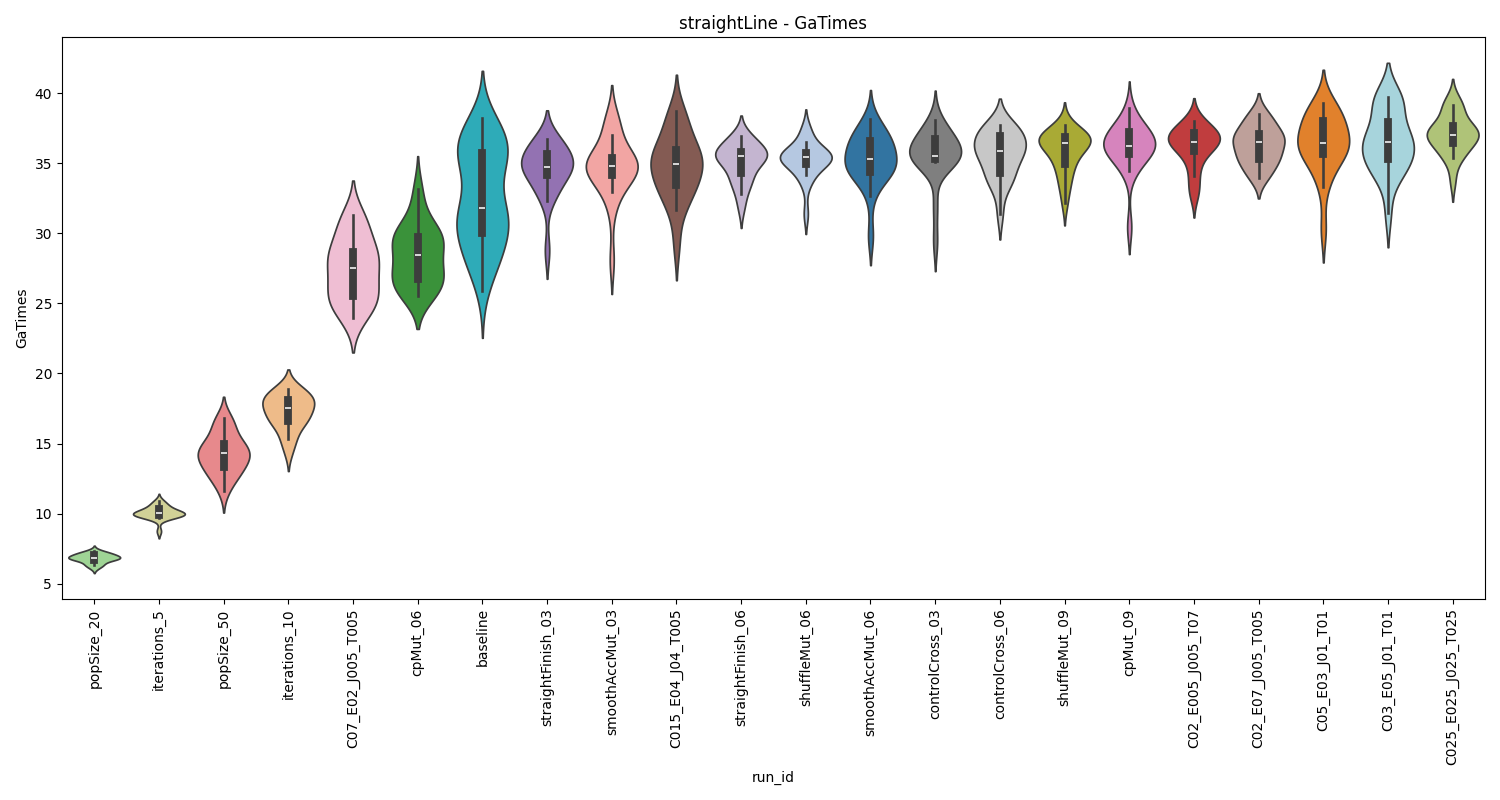 straightLine - GaTimes
GaTimes
40
35
30
25
20
15
10
5
popSize_20
iterations_5
popSize_50
iterations_10
C07_E02_J005_T005
cpMut_06
baseline
straightFinish_03
smoothAccMut_03
C015_E04_J04_T005
straightFinish_06
shuffleMut_06
smoothAccMut_06
controlCross_03
controlCross_06
shuffleMut_09
cpMut_09
C02_E005_J005_T07
C02_E07_J005_T005
C05_E03_J01_T01
C03_E05_J01_T01
C025_E025_J025_T025
run_id